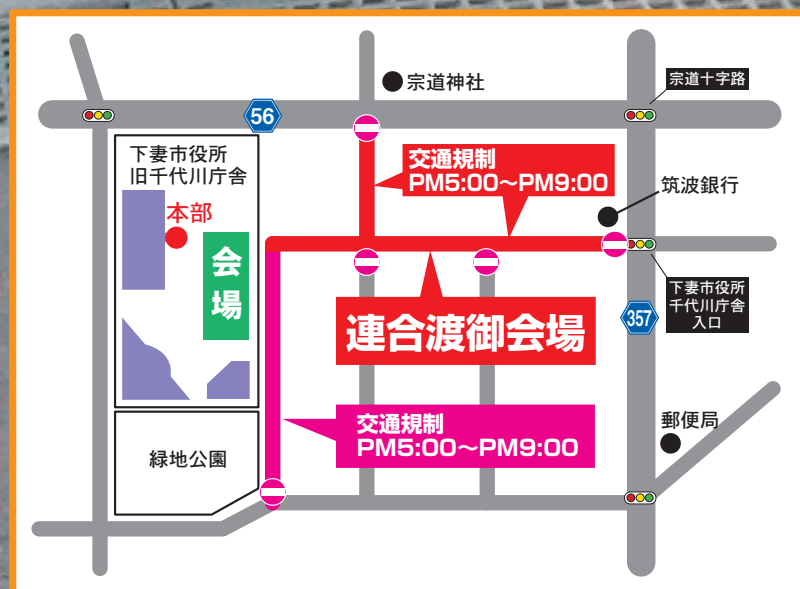 宗道神社
宗道十字路
56
下妻市役所
旧千代川庁舎
交通規制
PM5:00～PM9:00
筑波銀行
本部
会場
下妻市役所
千代川庁舎
入口
連合渡御会場
357
交通規制
PM5:00～PM9:00
郵便局
緑地公園